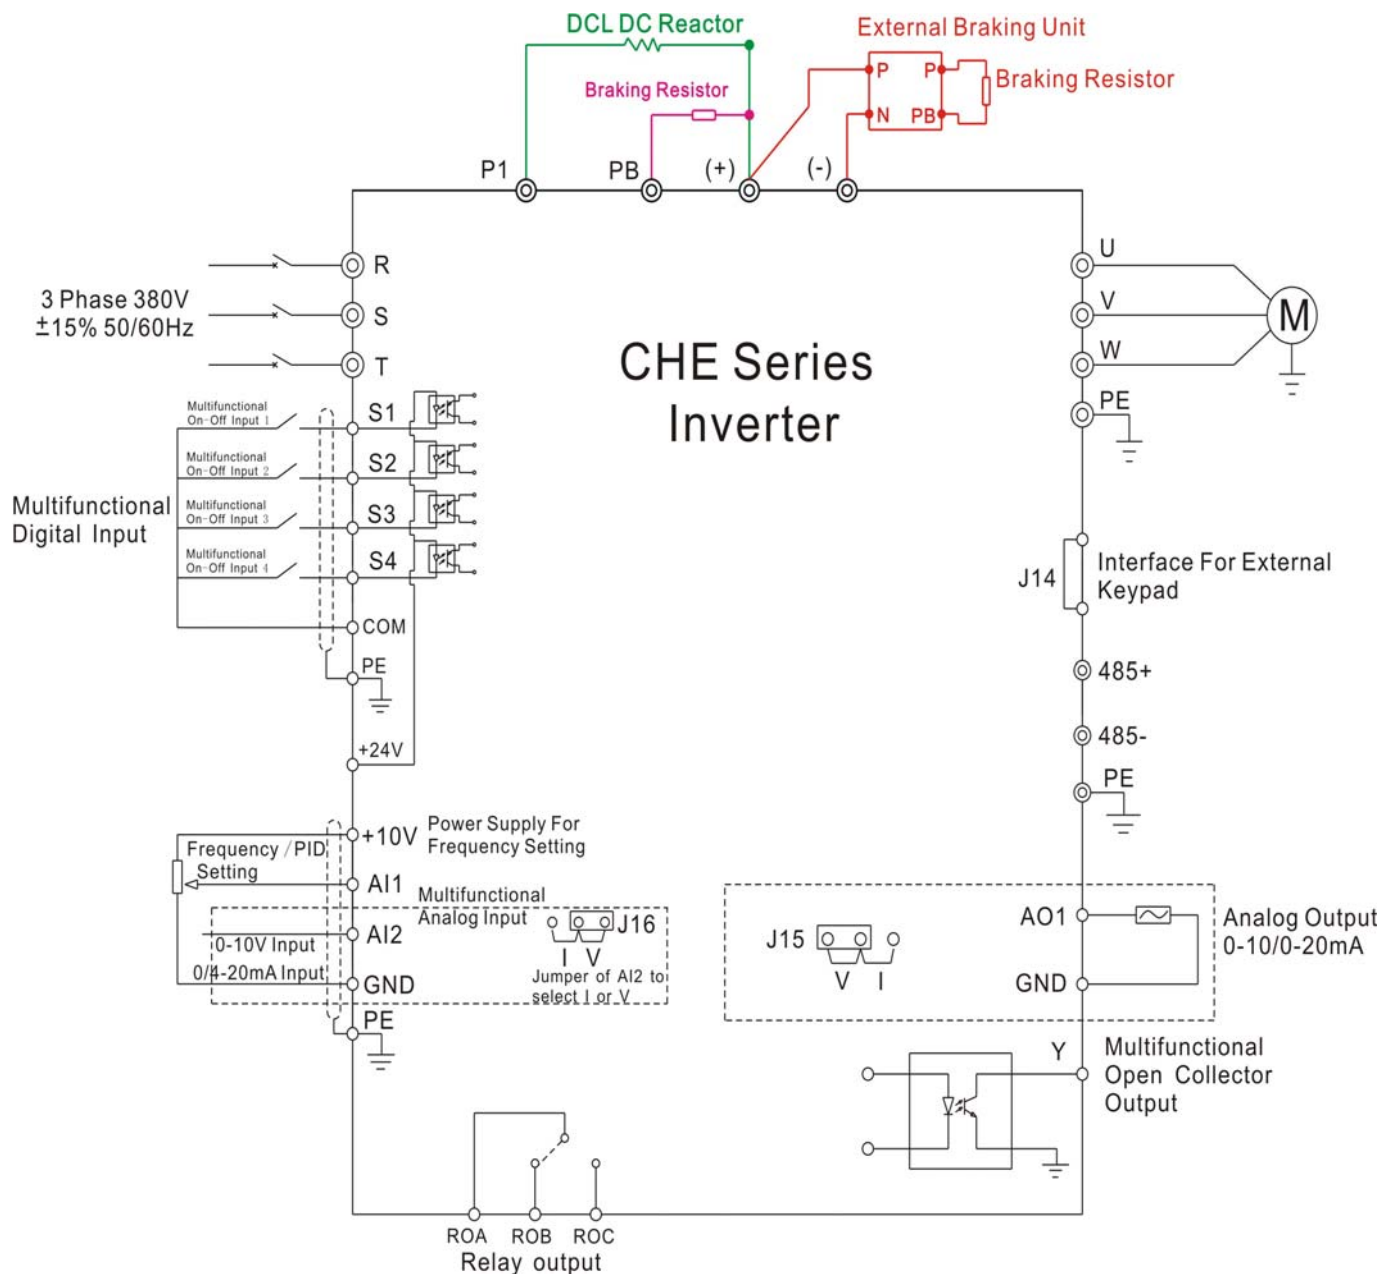 DCL DC Reactor
External Braking Unit
Braking Resistor
P
P
Braking Resistor
N
PB
P1
PB
(+)
(-)
R
U
3 Phase 380V
±15% 50/60Hz
S
V
M
T
W
CHE Series
Inverter
PE
Multifunctional
On-Off Input 1
S1
Multifunctional
On-Off Input 2
S2
Multifunctional
Digital Input
Multifunctional
On-Off Input 3
S3
Multifunctional
On-Off Input 4
S4
J14
Interface For External
Keypad
COM
PE
485+
+24V
485-
PE
+10V
Power Supply For
Frequency Setting
Frequency /PID
Setting
AI1
Multifunctional
Analog Input
J16
AI2
0-10V Input
I V
0/4-20mA Input
GND
Jumper of AI2 to
select I or V
PE
J15
V I
AO1
Analog Output
0-10/0-20mA
GND
Y
Multifunctional
Open Collector
Output
ROA ROB ROC
Relay output